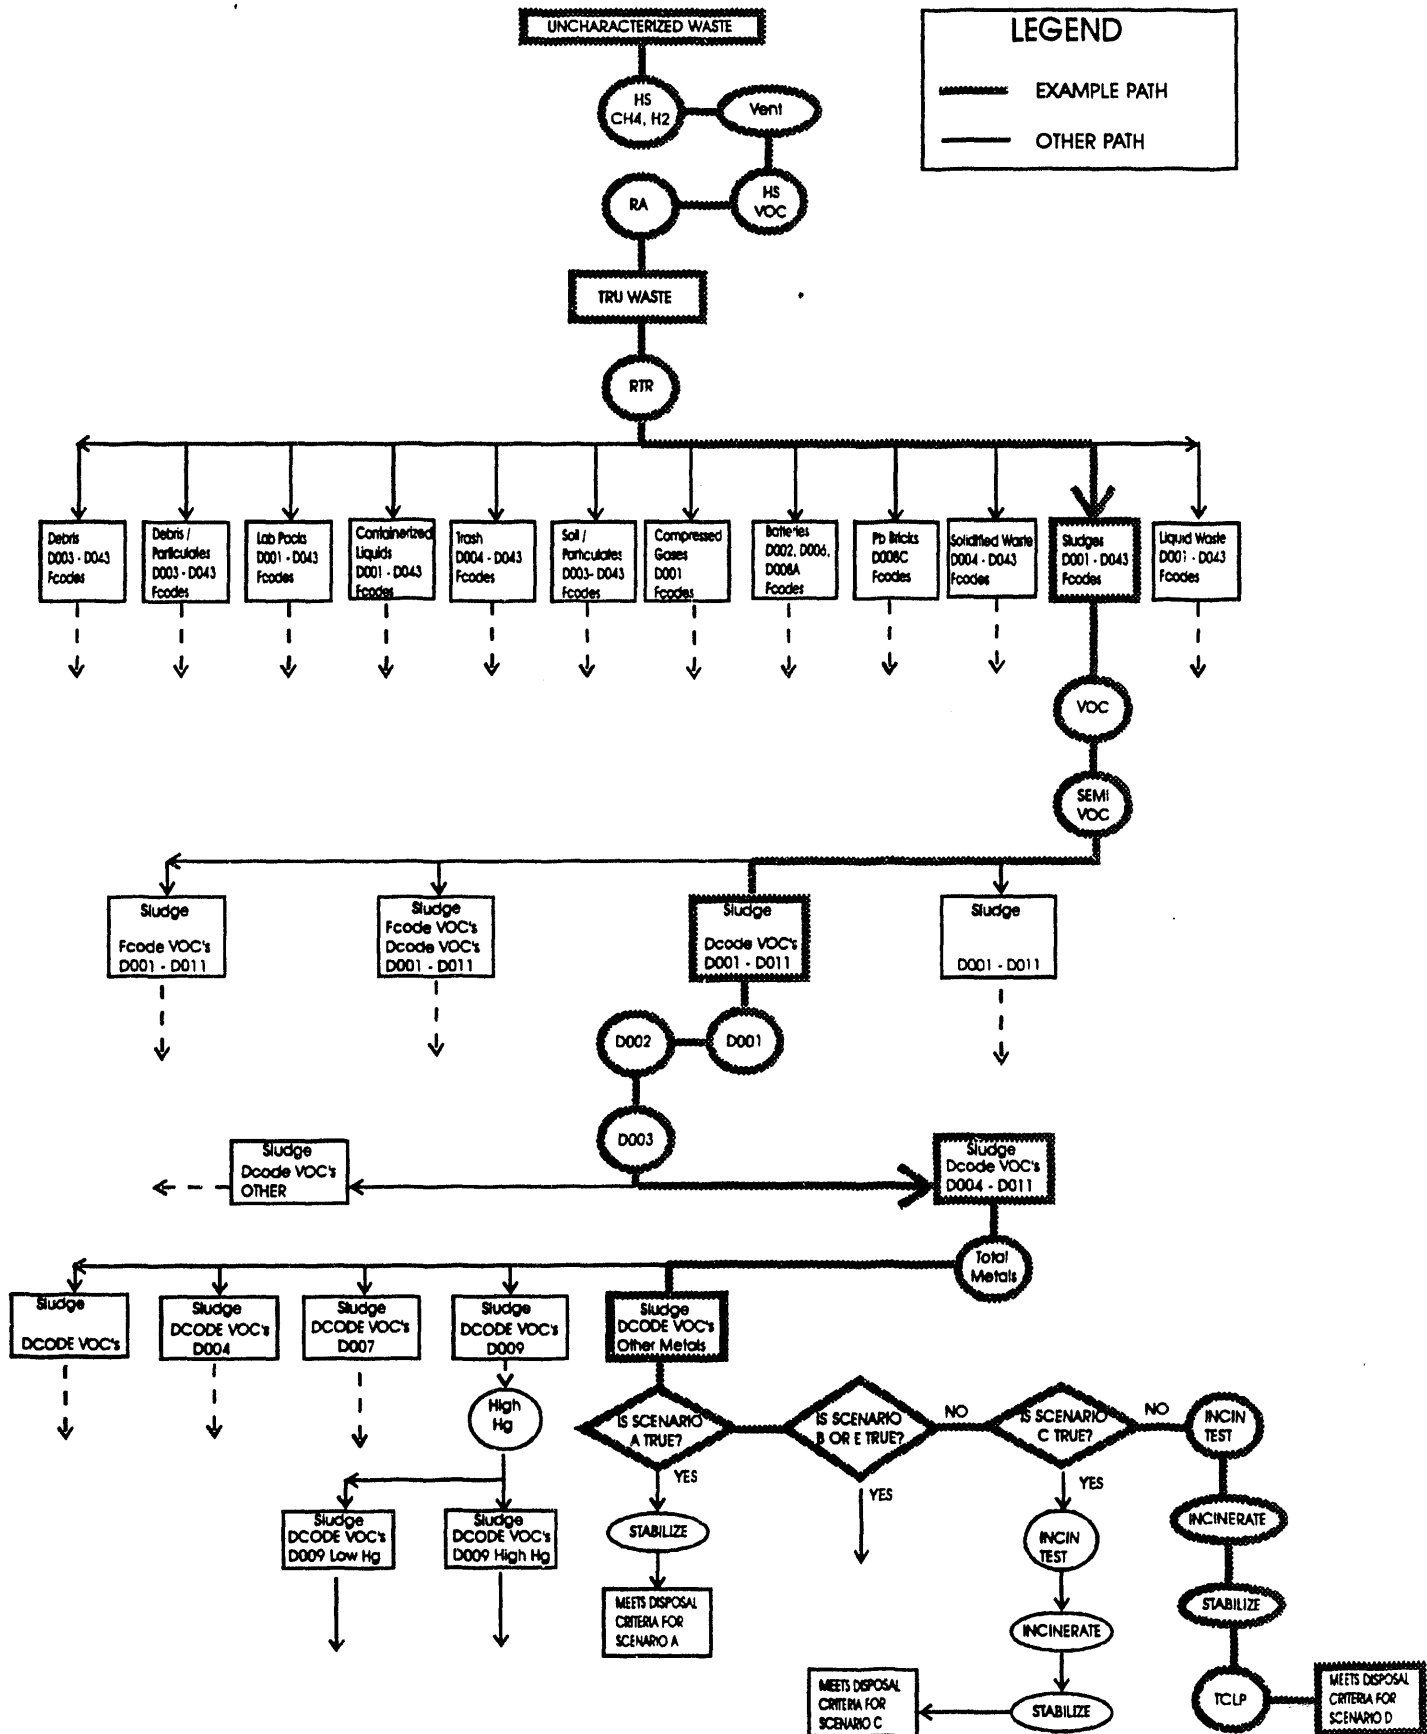 UNCHARACTERIZED WASTE
LEGEND
EXAMPLE PATH
OTHER PATH
HS
CH4, H2
Vent
HS
VOC
RA
TRU WASTE
RTR
Debris
D003 - D043
Fcodes
Debris /
Particulates
D003 - D043
Fcodes
Lab Packs
D001 - D043
Fcodes
Containerized
Liquids
D001 - D043
Fcodes
Trash
D004 - D043
Fcodes
Soil /
Particulates
D003- D043
Fcodes
Compressed
Gases
D001
Fcodes
Batteries
D002, D006,
D008A
Fcodes
Pb Bricks
D008C
Fcodes
Solidified Waste
D004 - D043
Fcodes
Sludges
D001 - D043
Fcodes
Liquid Waste
D001 - D043
Fcodes
VOC
SEMI
VOC
Sludge
Fcode VOC's
D001 - D011
Sludge
Fcode VOC's
Dcode VOC's
D001 - D011
Sludge
Dcode VOC's
D001 - D011
Sludge
D001 - D011
D002
D001
D003
Sludge
Dcode VOC's
OTHER
Sludge
Dcode VOC's
D004 - D011
Total
Metals
Sludge
DCODE VOC's
Sludge
DCODE VOC's
D004
Sludge
DCODE VOC's
D007
Sludge
DCODE VOC's
D009
Sludge
DCODE VOC's
Other Metals
High
Hg
IS SCENARIO
A TRUE?
IS SCENARIO
B OR E TRUE?
NO
IS SCENARIO
C TRUE?
NO
INCIN
TEST
YES
YES
YES
Sludge
DCODE VOC's
D009 Low Hg
Sludge
DCODE VOC's
D009 High Hg
STABILIZE
INCIN
TEST
INCINERATE
MEETS DISPOSAL
CRITERIA FOR
SCENARIO A
INCINERATE
STABILIZE
MEETS DISPOSAL
CRITERIA FOR
SCENARIO C
STABILIZE
TCLP
MEETS DISPOSAL
CRITERIA FOR
SCENARIO D